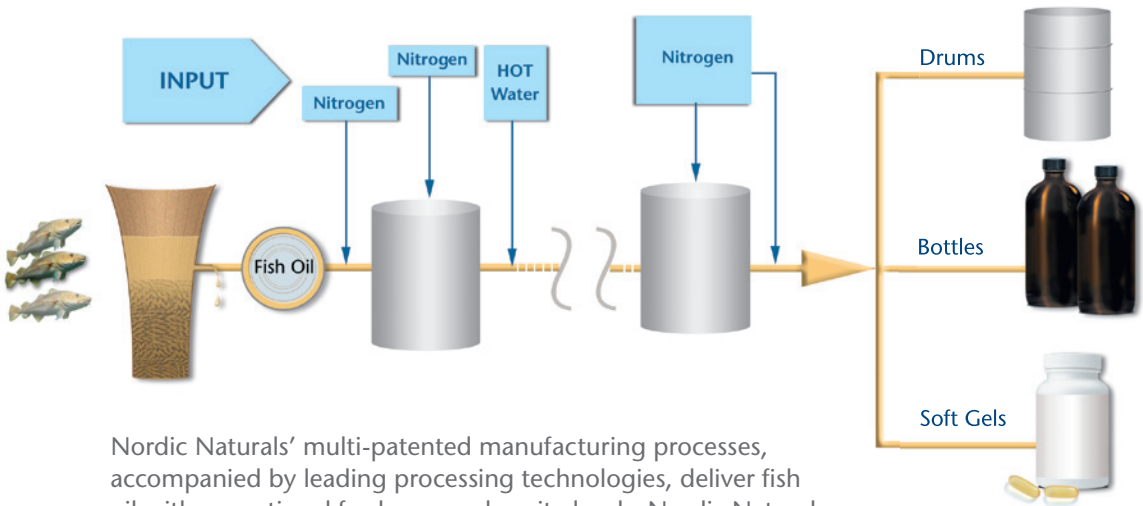 INPUT
Nitrogen
Nitrogen
HOT
Water
Nitrogen
Fish Oil
Drums
Bottles
Soft Gels
Nordic Naturals’ multi-patented manufacturing processes,
accompanied by leading processing technologies, deliver fish